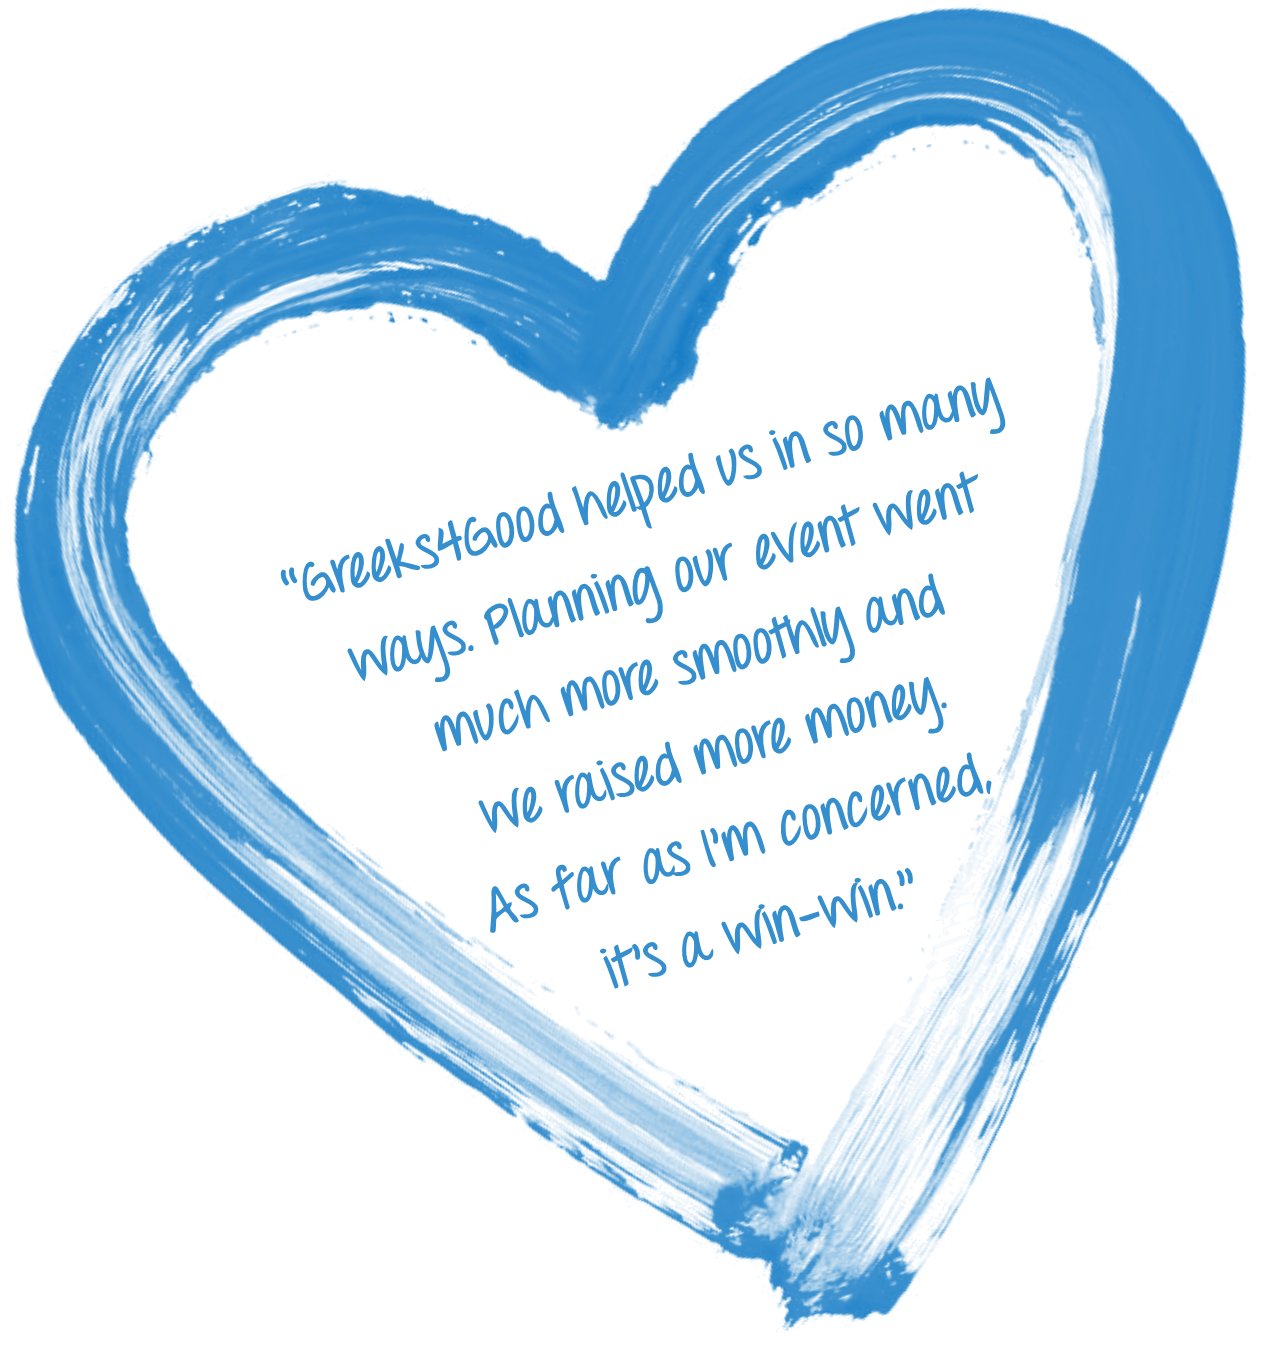 “Greeks4Good helped us in so many
ways. Planning our event went
much more smoothly and
we raised more money.
As far as I'm concerned,
it's a win-win.”